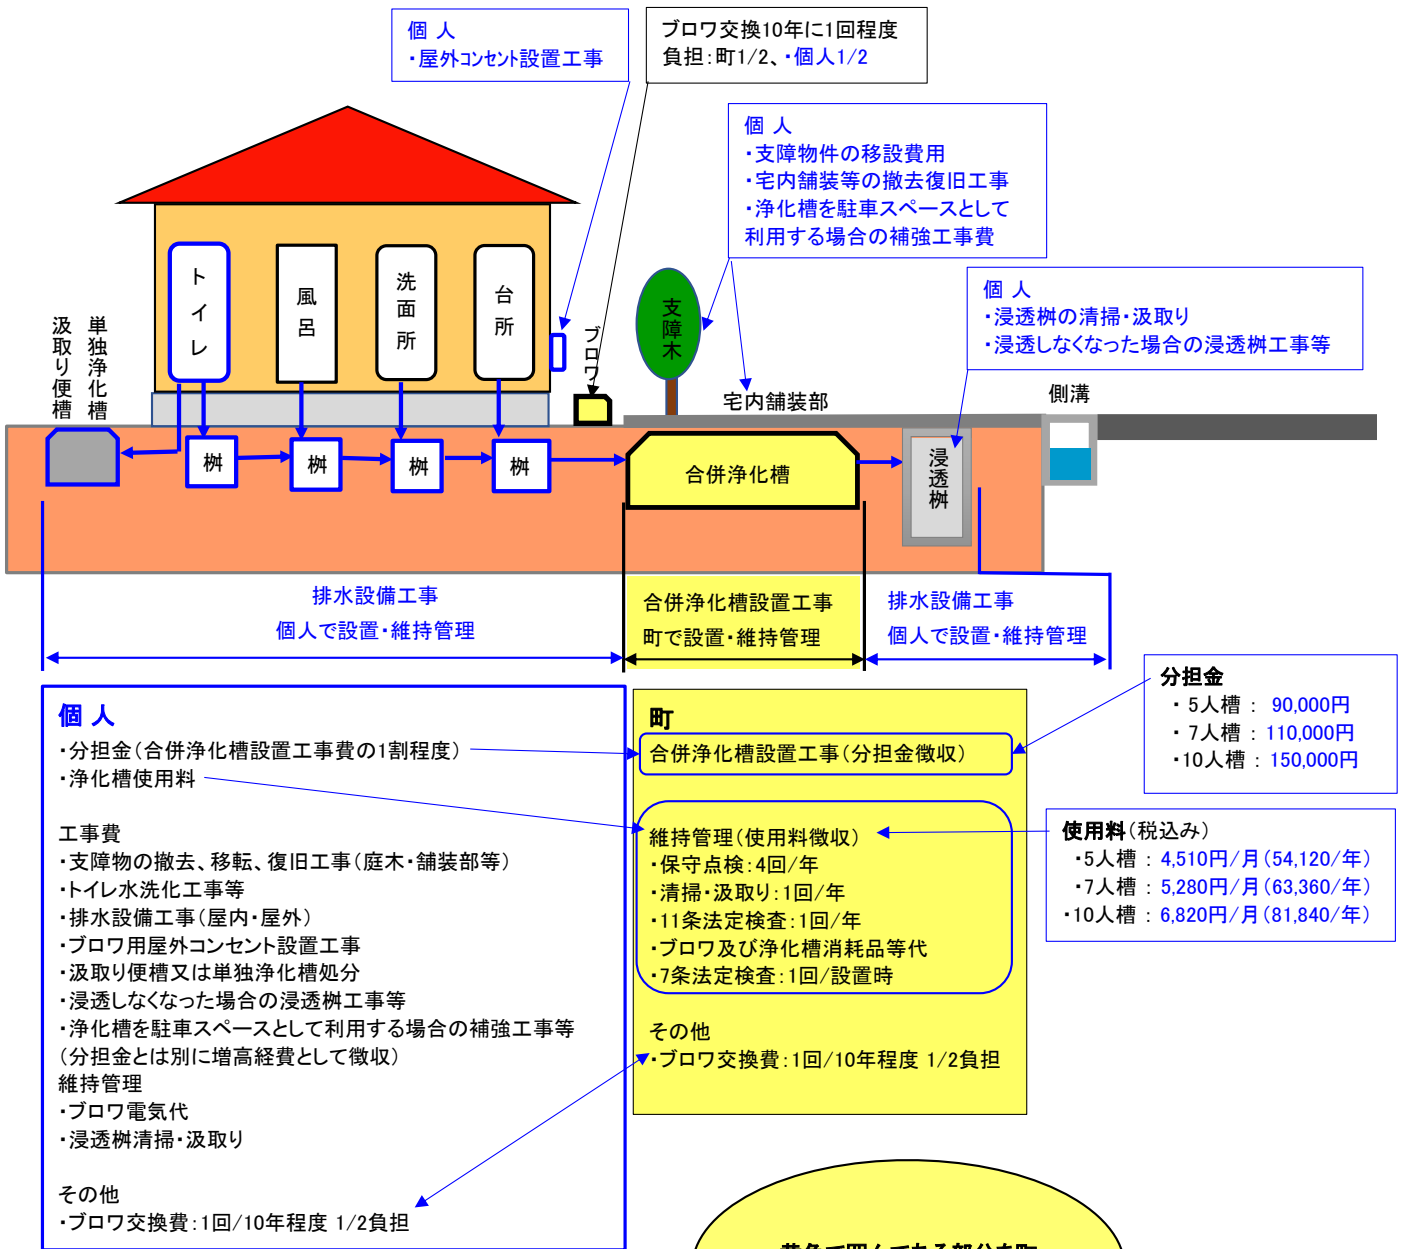 個 人
・屋外コンセント設置工事
ブロワ交換10年に1回程度
負担：町1/2、・個人1/2
個 人
・支障物件の移設費用
・宅内舗装等の撤去復旧工事
・浄化槽を駐車スペースとして
利用する場合の補強工事費
個 人
・浸透桝の清掃・汲取り
・浸透しなくなった場合の浸透桝工事等
トイレ
風呂
洗面所
台所
ブロワ
支障木
汲取り便槽
単独浄化槽
宅内舗装部
側溝
桝
桝
桝
桝
合併浄化槽
浸透桝
排水設備工事
個人で設置・維持管理
合併浄化槽設置工事
町で設置・維持管理
排水設備工事
個人で設置・維持管理
分担金
・ 5人槽 ： 90,000円
・ 7人槽 ： 110,000円
・10人槽 ： 150,000円
個 人
・分担金（合併浄化槽設置工事費の1割程度）
・浄化槽使用料
工事費
・支障物の撤去、移転、復旧工事（庭木・舗装部等）
・トイレ水洗化工事等
・排水設備工事（屋内・屋外）
・ブロワ用屋外コンセント設置工事
・汲取り便槽又は単独浄化槽処分
・浸透しなくなった場合の浸透桝工事等
・浄化槽を駐車スペースとして利用する場合の補強工事等
（分担金とは別に増高経費として徴収）
維持管理
・ブロワ電気代
・浸透桝清掃・汲取り
その他
・ブロワ交換費：1回/10年程度 1/2負担
町
合併浄化槽設置工事（分担金徴収）
維持管理（使用料徴収）
・保守点検：4回/年
・清掃・汲取り：1回/年
・11条法定検査：1回/年
・ブロワ及び浄化槽消耗品等代
・7条法定検査：1回/設置時
その他
・ブロワ交換費：1回/10年程度 1/2負担
使用料（税込み）
・5人槽 ： 4,510円/月（54,120/年）
・7人槽 ： 5,280円/月（63,360/年）
・10人槽 ： 6,820円/月（81,840/年）
黄色で囲んである部分を町